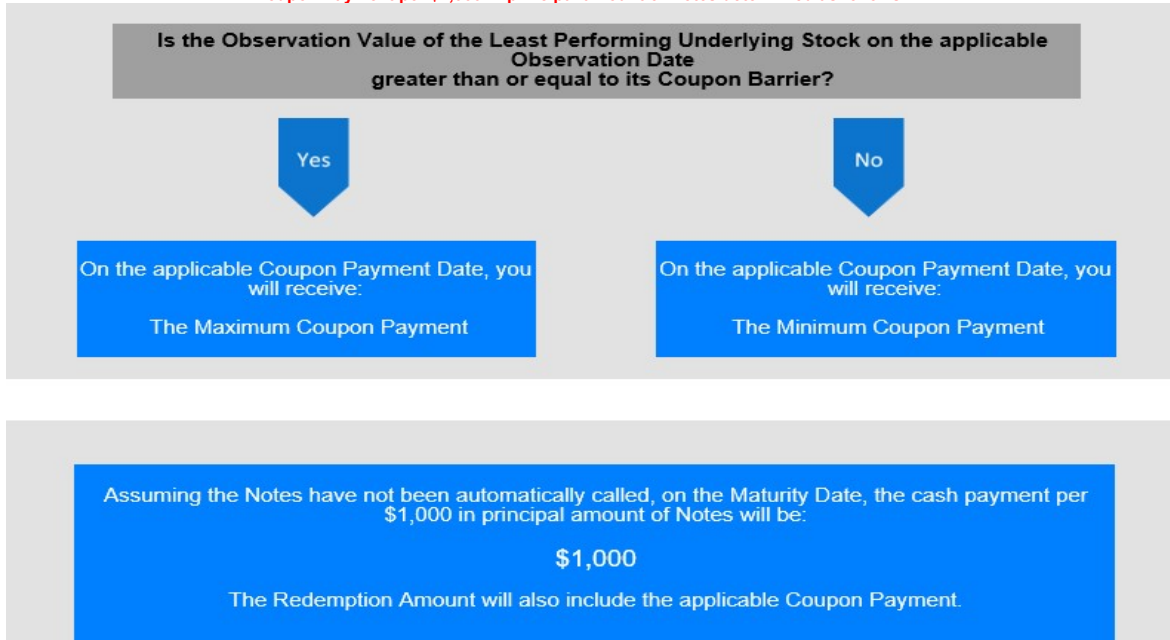 Is the Observation Value of the Least Performing Underlying Stock on the applicable
Observation Date
greater than or equal to its Coupon Barrier?
Yes
No
On the applicable Coupon Payment Date, you
will receive:
The Maximum Coupon Payment
On the applicable Coupon Payment Date, you
will receive:
The Minimum Coupon Payment
Assuming the Notes have not been automatically called, on the Maturity Date, the cash payment per
$1,000 in principal amount of Notes will be:
$1,000
The Redemption Amount will also include the applicable Coupon Payment.